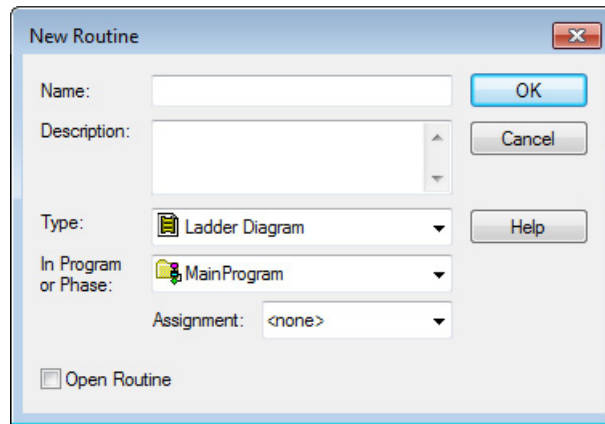 New Routine
Name:
OK
Description:
Cancel
Type:
Ladder Diagram
Help
In Program
or Phase:
MainProgram
Assignment:
<none>
Open Routine